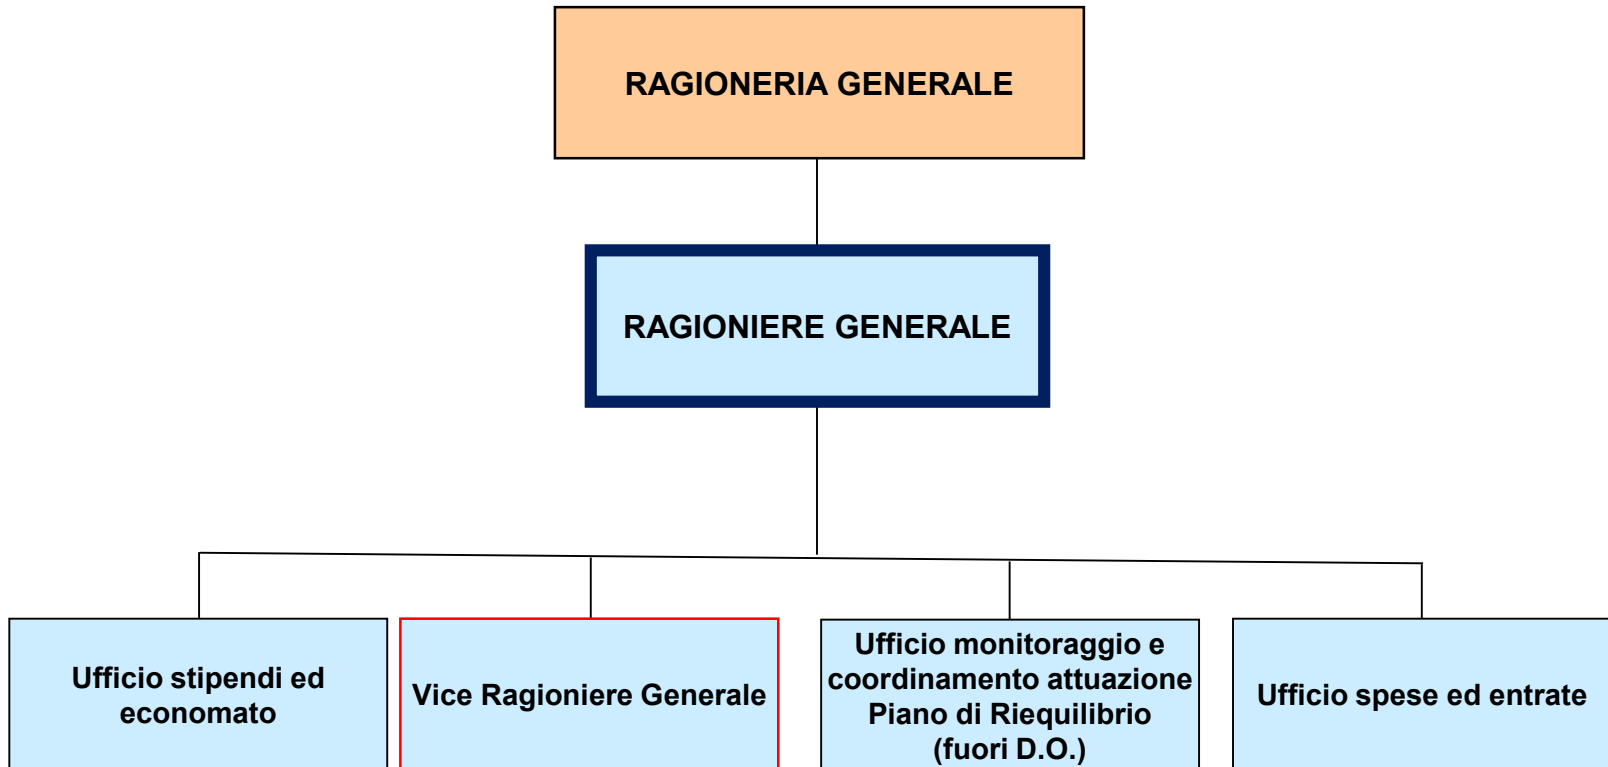 RAGIONERIA GENERALE
RAGIONIERE GENERALE
Ufficio stipendi ed
economato
Vice Ragioniere Generale
Ufficio monitoraggio e
coordinamento attuazione
Piano di Riequilibrio
(fuori D.O.)
Ufficio spese ed entrate